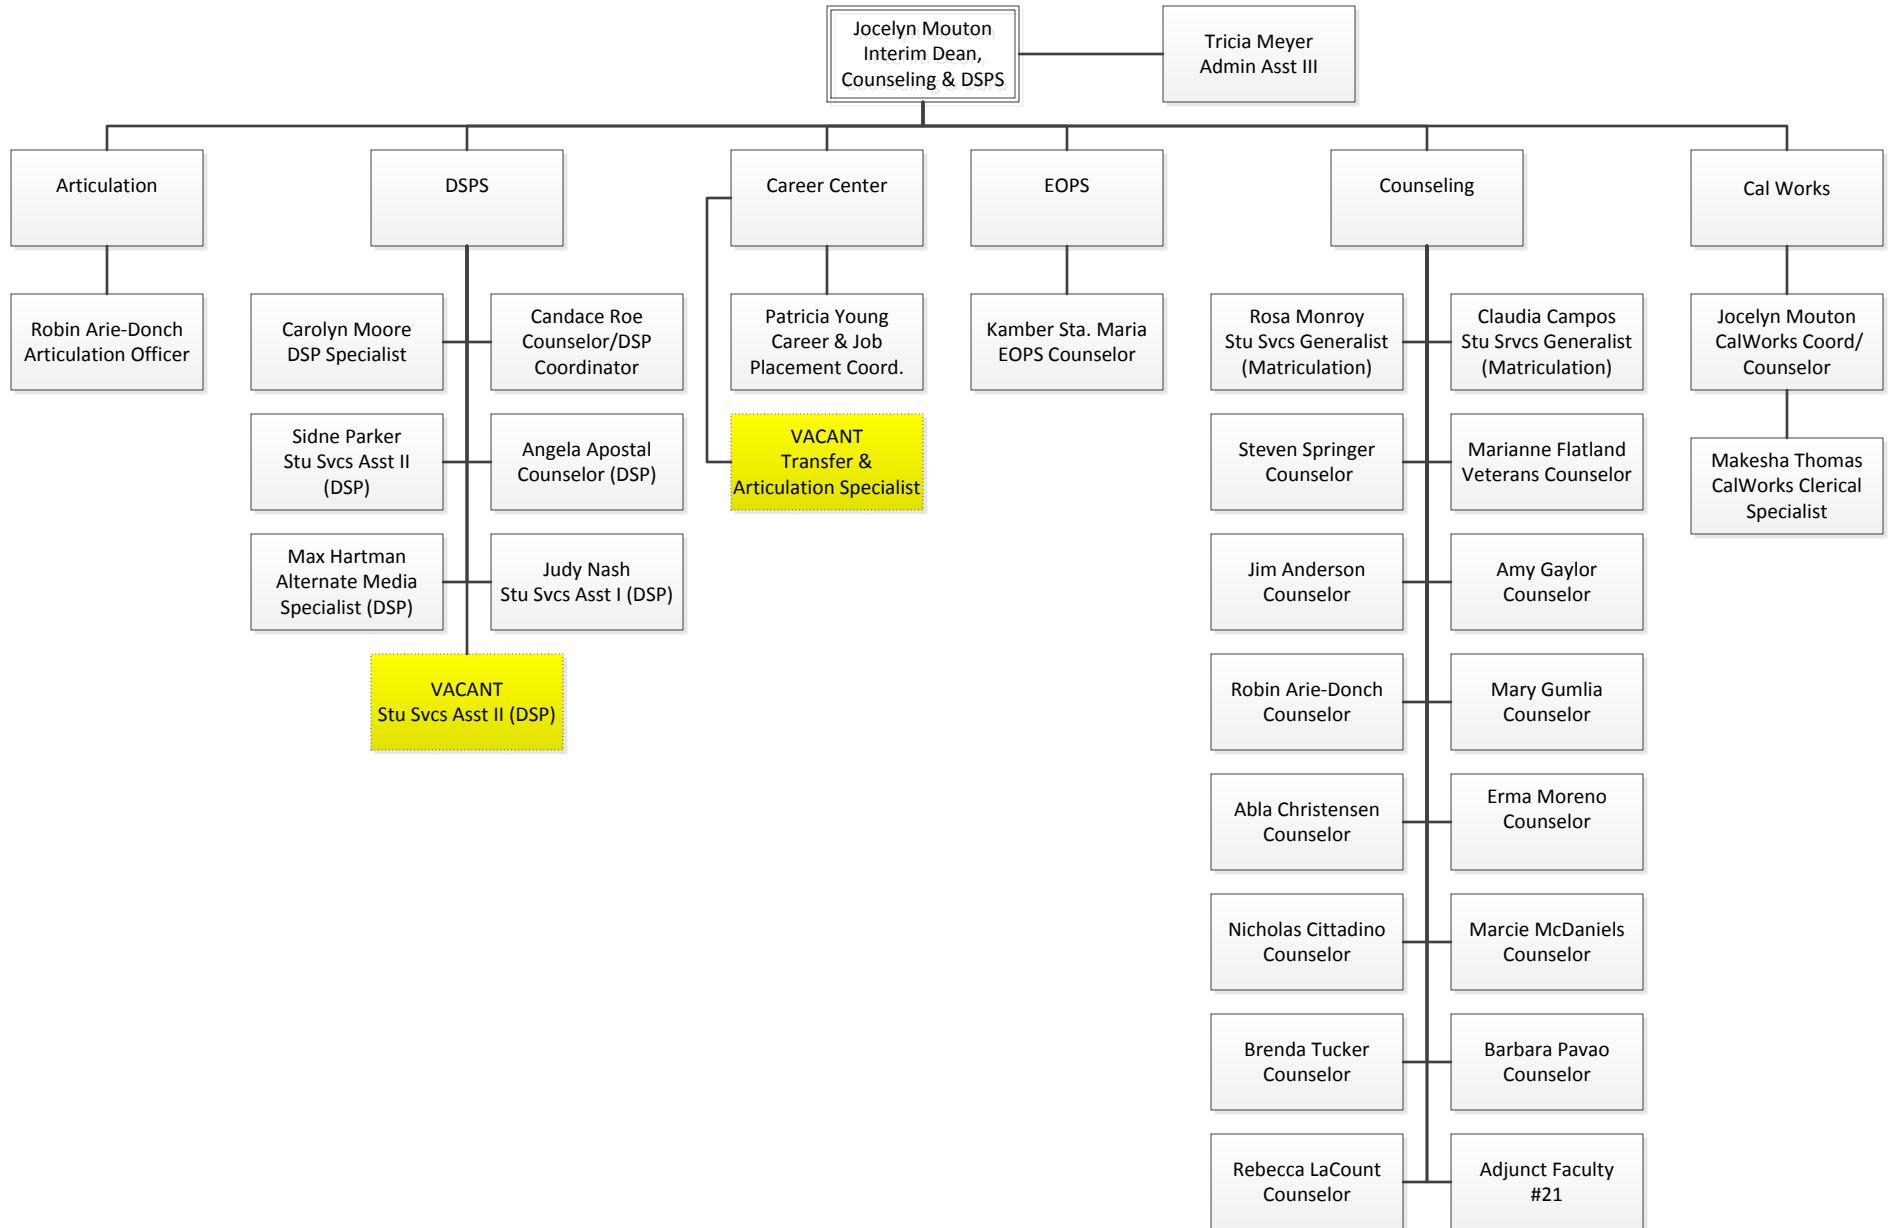 Jocelyn Mouton
Interim Dean,
Counseling & DSPS
Tricia Meyer
Admin Asst III
Articulation
DSPS
Career Center
EOPS
Counseling
Cal Works
Robin Arie-Donch
Articulation Officer
Carolyn Moore
DSP Specialist
Candace Roe
Counselor/DSP
Coordinator
Patricia Young
Career & Job
Placement Coord.
Kamber Sta. Maria
EOPS Counselor
Rosa Monroy
Stu Svcs Generalist
(Matriculation)
Claudia Campos
Stu Srvcs Generalist
(Matriculation)
Jocelyn Mouton
CalWorks Coord/
Counselor
Sidne Parker
Stu Svcs Asst II
(DSP)
Angela Apostal
Counselor (DSP)
VACANT
Transfer &
Articulation Specialist
Steven Springer
Counselor
Marianne Flatland
Veterans Counselor
Makesha Thomas
CalWorks Clerical
Specialist
Max Hartman
Alternate Media
Specialist (DSP)
Judy Nash
Stu Svcs Asst I (DSP)
Jim Anderson
Counselor
Amy Gaylor
Counselor
VACANT
Stu Svcs Asst II (DSP)
Robin Arie-Donch
Counselor
Mary Gumlia
Counselor
Abla Christensen
Counselor
Erma Moreno
Counselor
Nicholas Cittadino
Counselor
Marcie McDaniels
Counselor
Brenda Tucker
Counselor
Barbara Pavao
Counselor
Rebecca LaCount
Counselor
Adjunct Faculty
#21